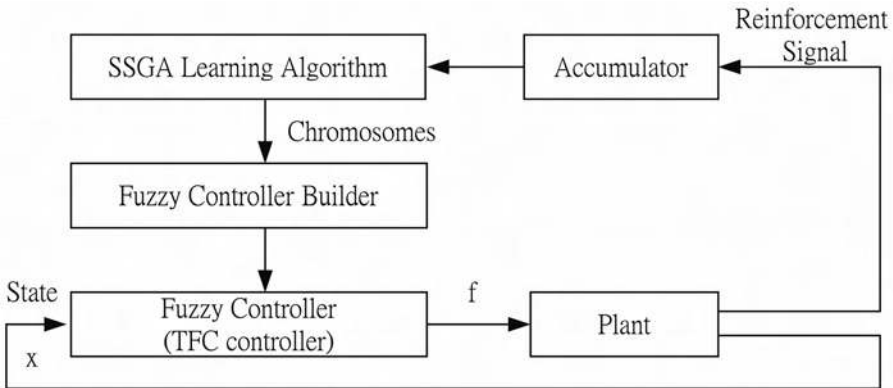 Reinforcement
Signal
SSGA Learning Algorithm
Accumulator
Chromosomes
Fuzzy Controller Builder
State
x
Fuzzy Controller
(TFC controller)
f
Plant